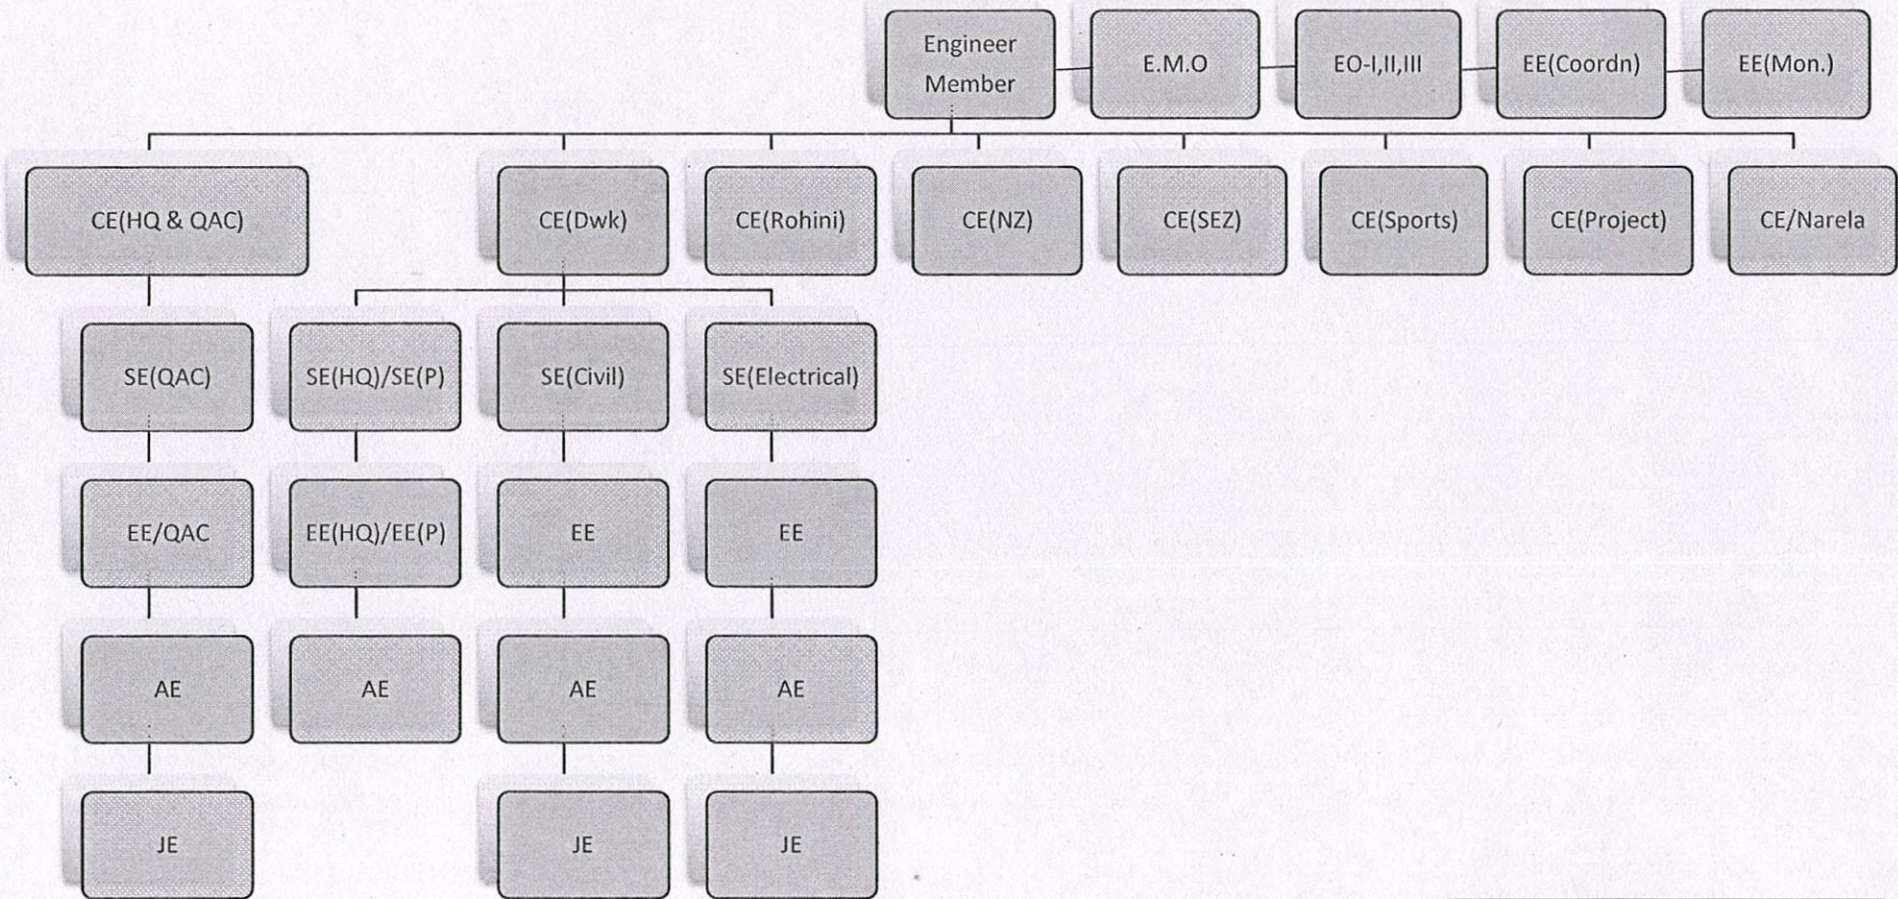 Engineer
Member
E.M.O
EO-I,II,III
EE(Coordn)
EE(Mon.)
CE(HQ & QAC)
CE(Dwk)
CE(Rohini)
CE(NZ)
CE(SEZ)
CE(Sports)
CE(Project)
CE/Narela
SE(QAC)
SE(HQ)/SE(P)
SE(Civil)
SE(Electrical)
EE/QAC
EE(HQ)/EE(P)
EE
EE
AE
AE
AE
AE
JE
JE
JE